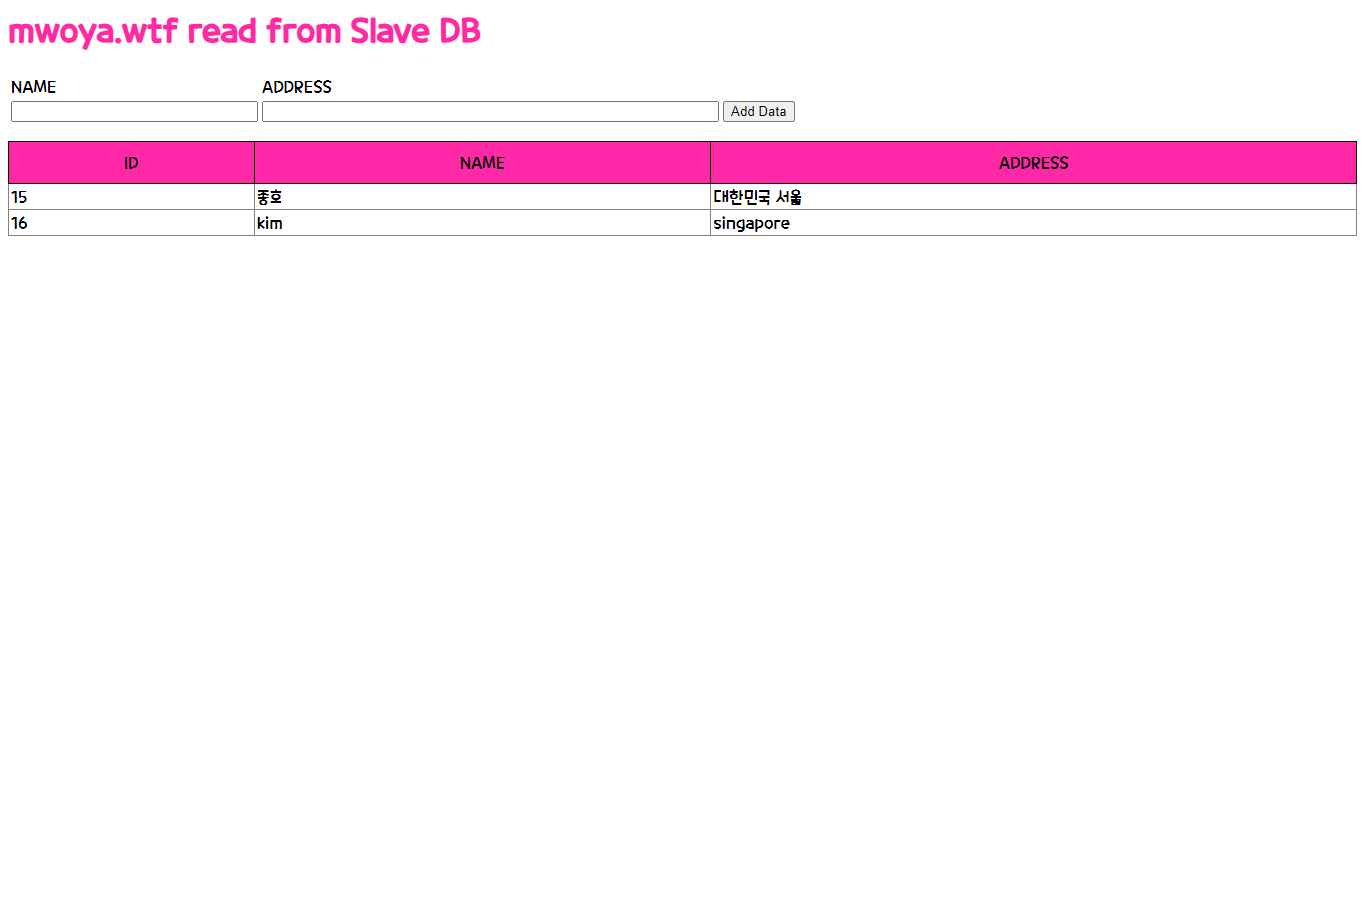 mwoya.wtf read from Slave DB
NAME ADDRESS
Add Data
ID NAME ADDRESS
15 종호 대한민국 서울
16 kim singapore